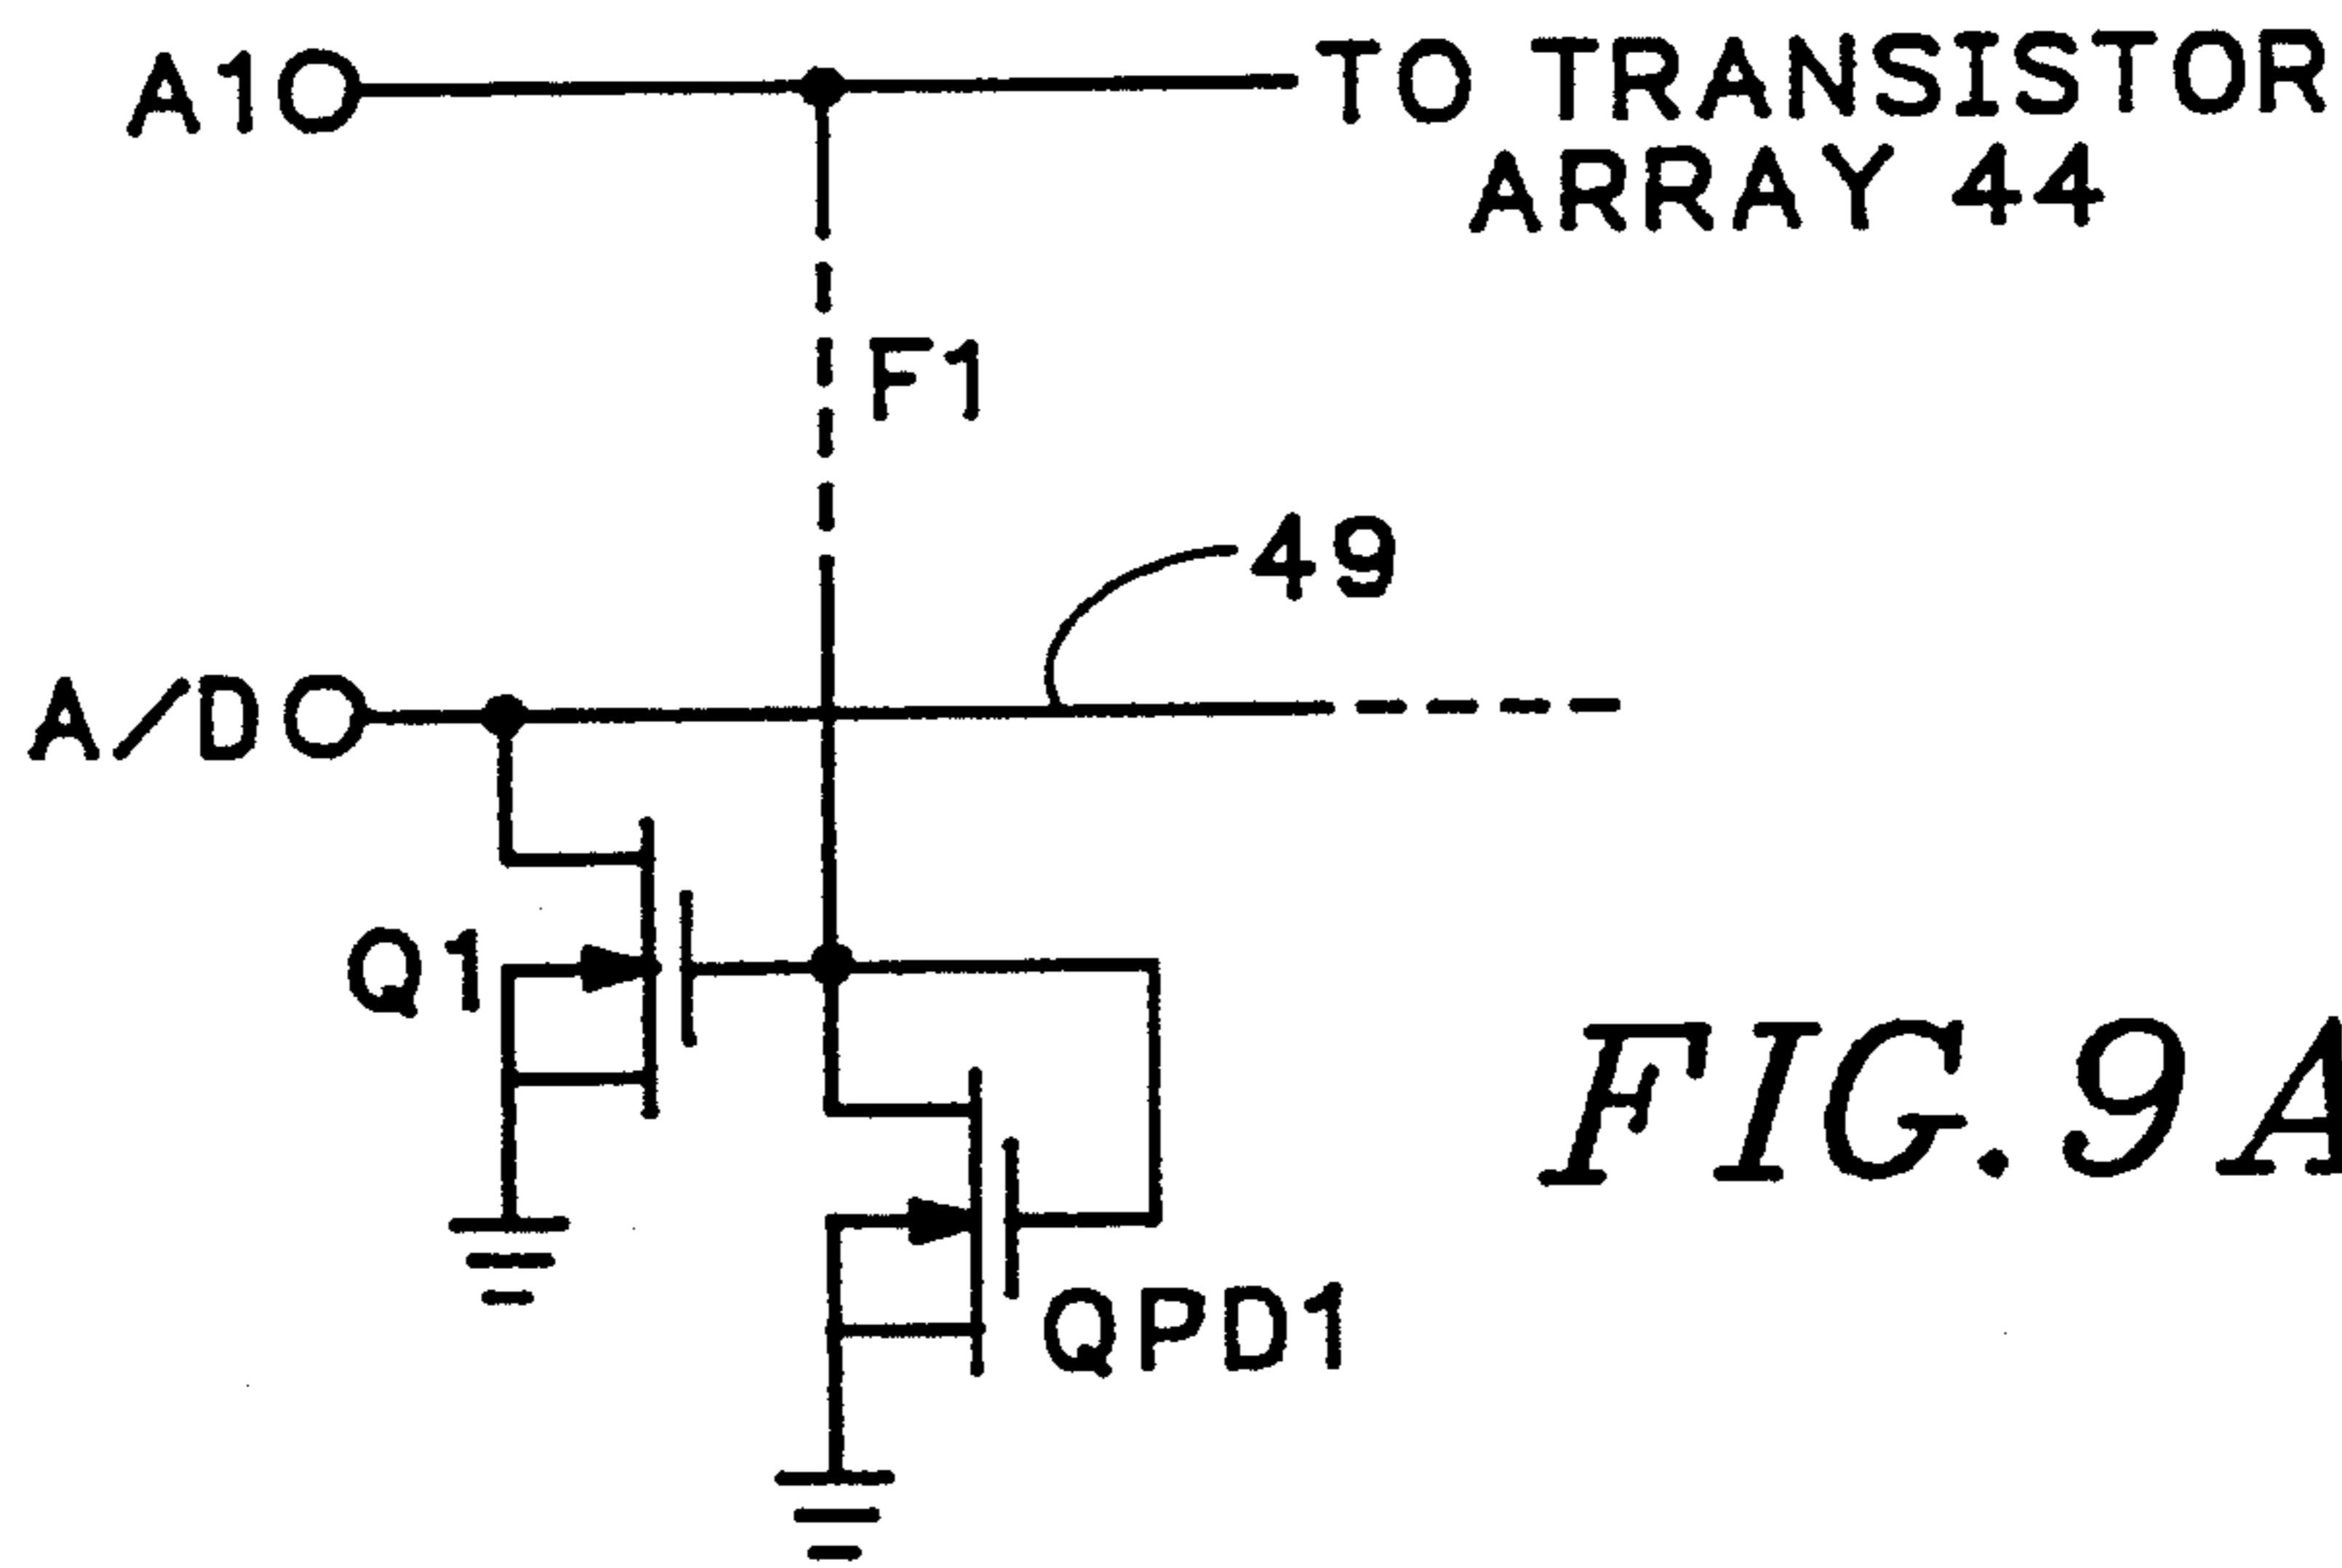 A1 TO TRANSISTOR
ARRAY 44
F1
49
A/D
Q1
FIG. 9A
QPD1